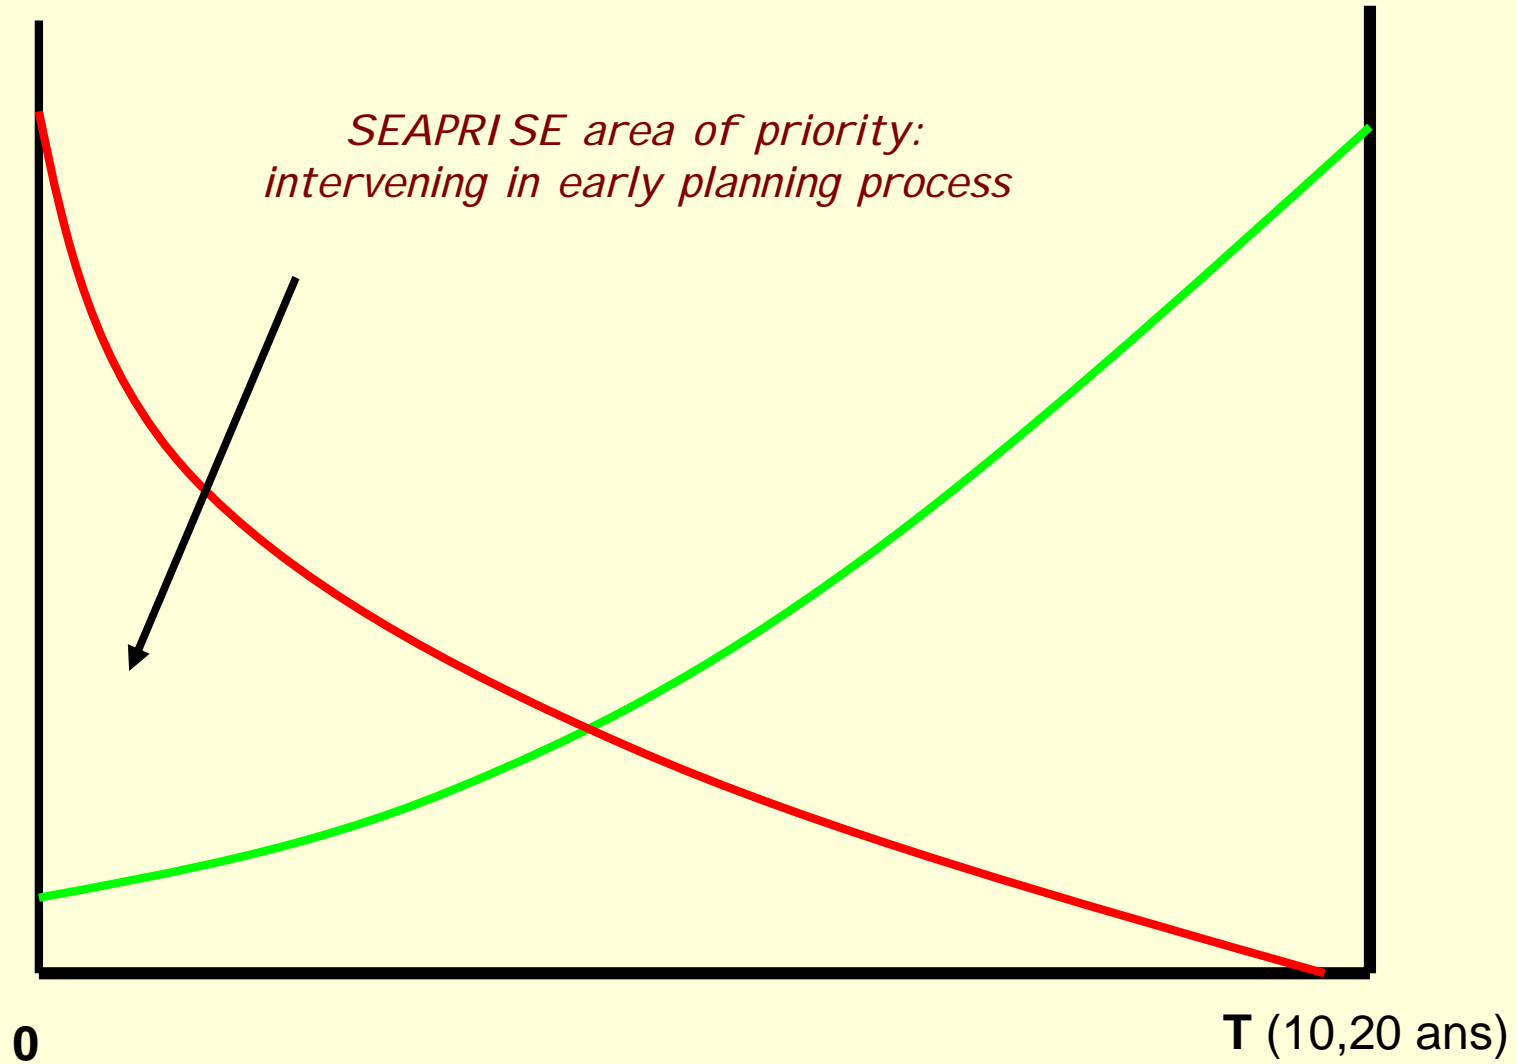 SEAPRISE area of priority:
intervening in early planning process
0
T (10,20 ans)